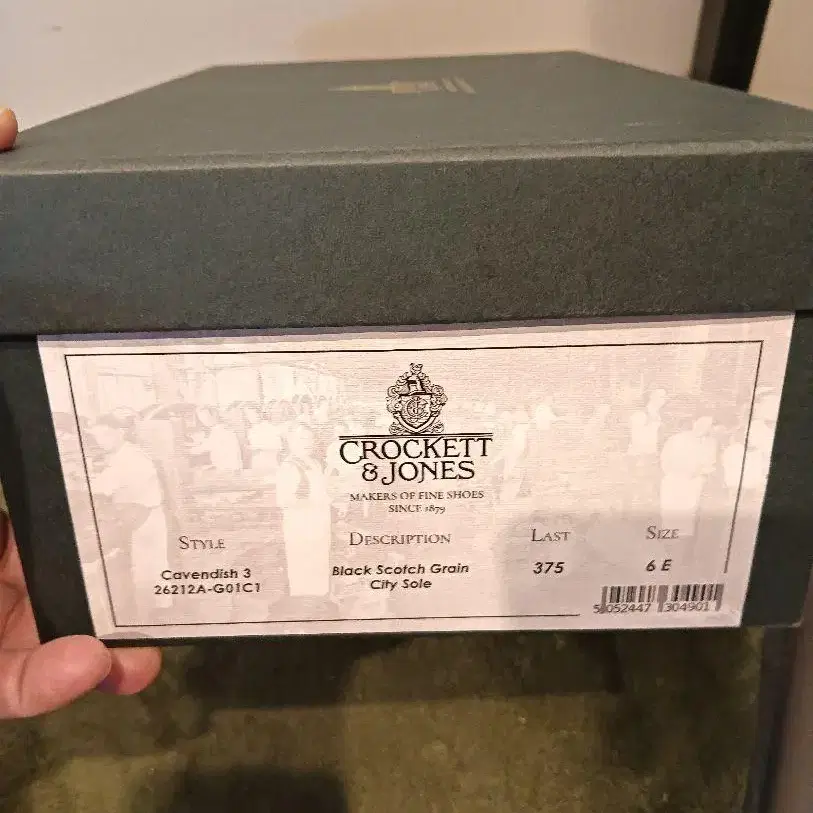 CROCKETT
& JONES
MAKERS OF FINE SHOES
SINCE 1879
STYLE
Cavendish 3
26212A-G01C1
DESCRIPTION
Black Scotch Grain
City Sole
LAST
375
SIZE
6 E
5 052447 304901